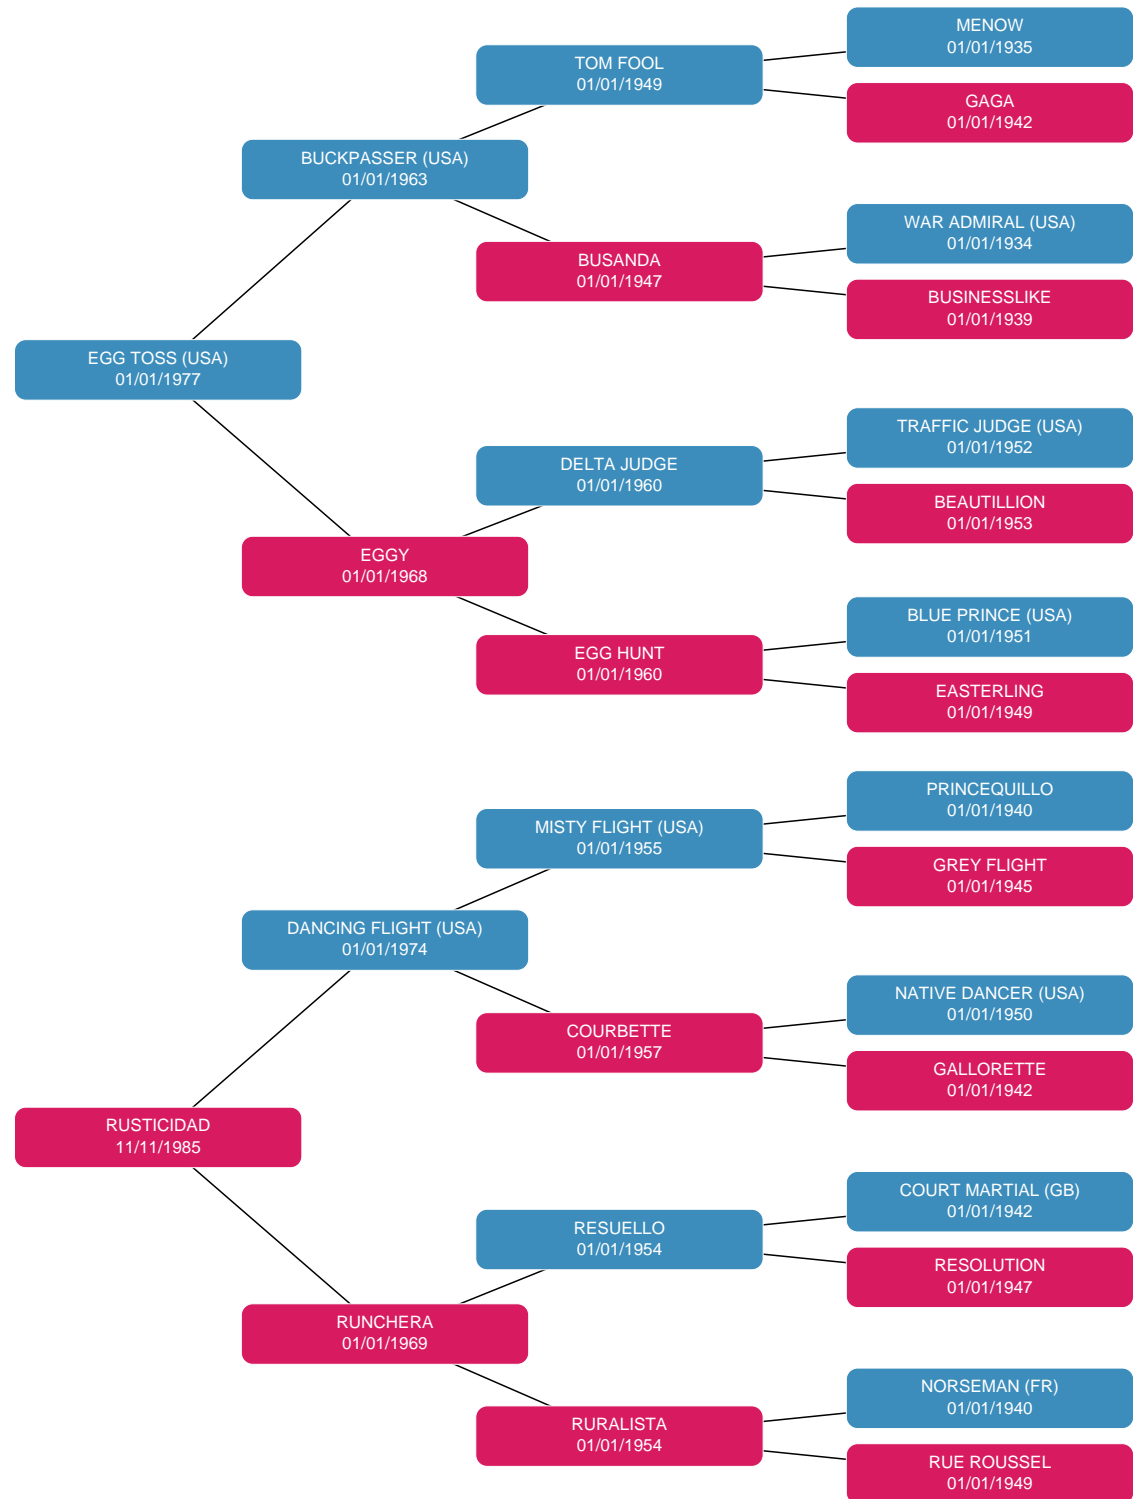 MENOW
01/01/1935
TOM FOOL
01/01/1949
GAGA
01/01/1942
BUCKPASSER (USA)
01/01/1963
WAR ADMIRAL (USA)
01/01/1934
BUSANDA
01/01/1947
BUSINESSLIKE
01/01/1939
EGG TOSS (USA)
01/01/1977
TRAFFIC JUDGE (USA)
01/01/1952
DELTA JUDGE
01/01/1960
BEAUTILLION
01/01/1953
EGGY
01/01/1968
BLUE PRINCE (USA)
01/01/1951
EGG HUNT
01/01/1960
EASTERLING
01/01/1949
PRINCEQUILLO
01/01/1940
MISTY FLIGHT (USA)
01/01/1955
GREY FLIGHT
01/01/1945
DANCING FLIGHT (USA)
01/01/1974
NATIVE DANCER (USA)
01/01/1950
COURBETTE
01/01/1957
GALLORETTE
01/01/1942
RUSTICIDAD
11/11/1985
COURT MARTIAL (GB)
01/01/1942
RESUELLO
01/01/1954
RESOLUTION
01/01/1947
RUNCHERA
01/01/1969
NORSEMAN (FR)
01/01/1940
RURALISTA
01/01/1954
RUE ROUSSEL
01/01/1949